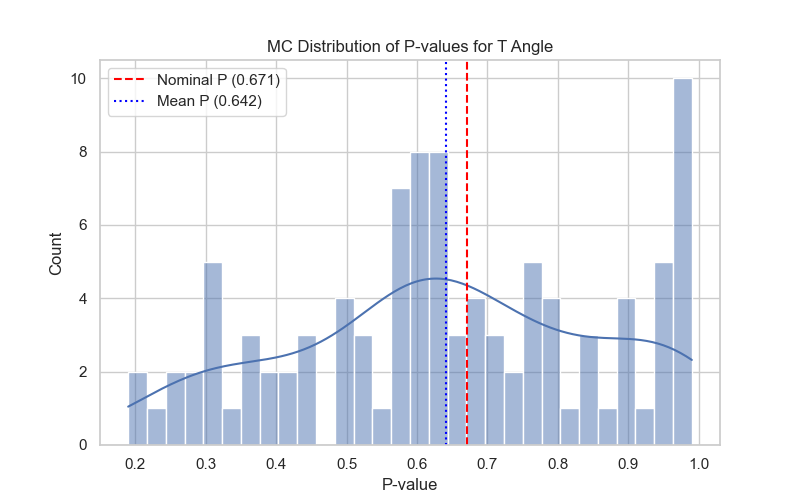 MC Distribution of P-values for T Angle
Nominal P (0.671)
Mean P (0.642)
10
8
6
4
2
0
Count
0.2 0.3 0.4 0.5 0.6 0.7 0.8 0.9 1.0
P-value